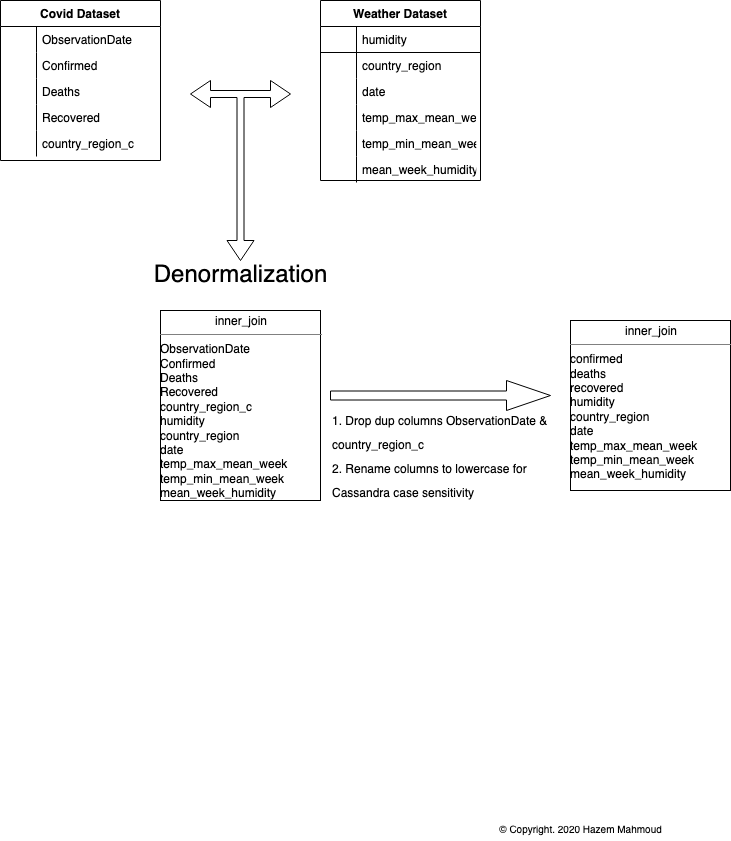 Covid Dataset
ObservationDate
Confirmed
Deaths
Recovered
country_region_c
Weather Dataset
humidity
country_region
date
temp_max_mean_we
temp_min_mean_wee
mean_week_humidity
Denormalization
inner_join
ObservationDate
Confirmed
Deaths
Recovered
country_region_c
humidity
country_region
date
temp_max_mean_week
temp_min_mean_week
mean_week_humidity
1. Drop dup columns ObservationDate &
country_region_c
2. Rename columns to lowercase for
Cassandra case sensitivity
inner_join
confirmed
deaths
recovered
humidity
country_region
date
temp_max_mean_week
temp_min_mean_week
mean_week_humidity
© Copyright. 2020 Hazem Mahmoud